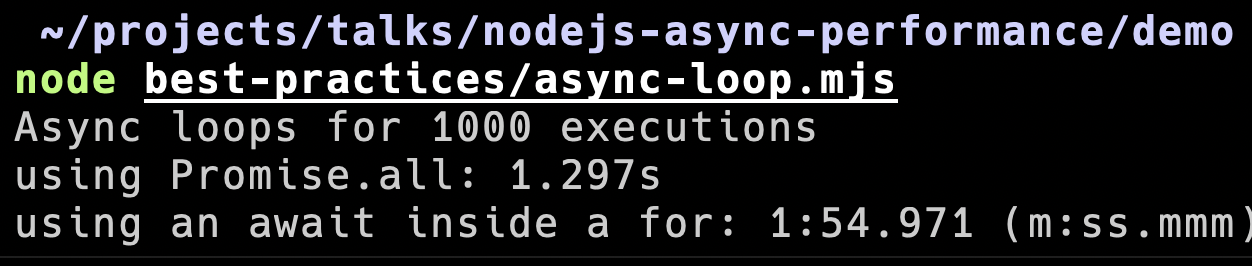 ~/projects/talks/nodejs-async-performance/demo
node best-practices/async-loop.mjs
Async loops for 1000 executions
using Promise.all: 1.297s
using an await inside a for: 1:54.971 (m:ss.mmm)